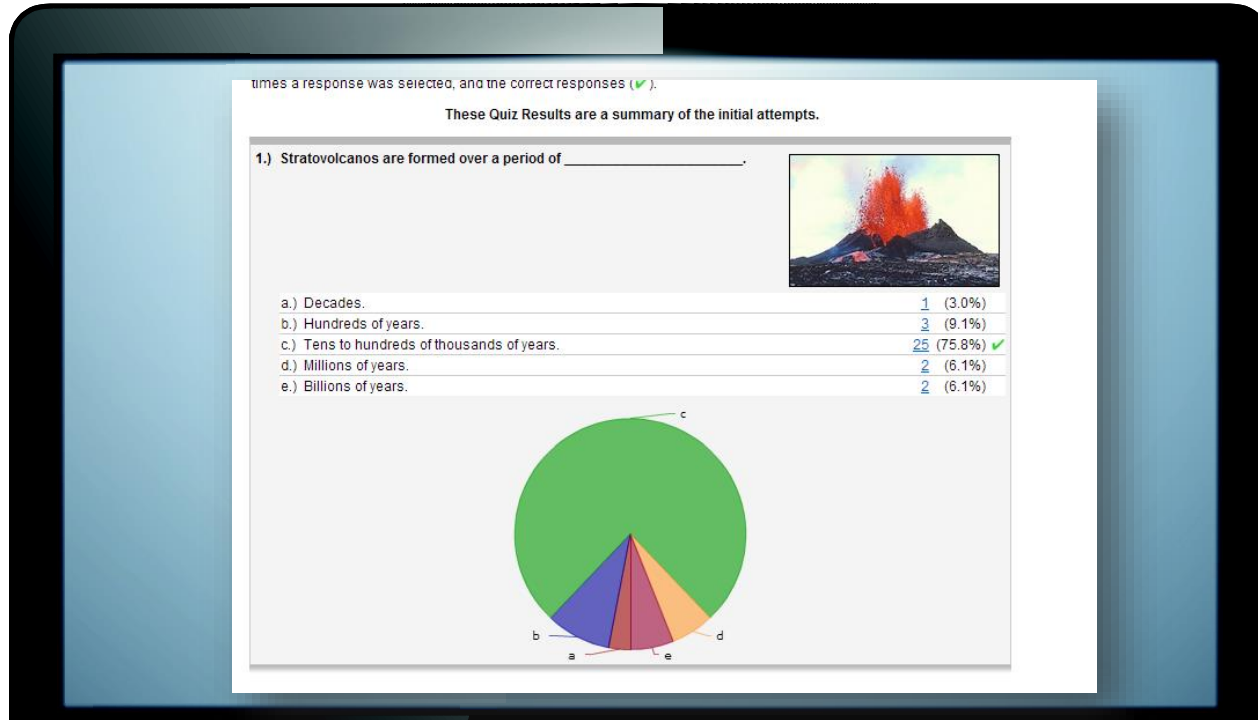 times a response was selected, and the correct responses (✔ ).
These Quiz Results are a summary of the initial attempts.
1.) Stratovolcanos are formed over a period of _______________________.
a.) Decades. 1 (3.0%)
b.) Hundreds of years. 3 (9.1%)
c.) Tens to hundreds of thousands of years. 25 (75.8%) ✔
d.) Millions of years. 2 (6.1%)
e.) Billions of years. 2 (6.1%)
c
b
d
a
e